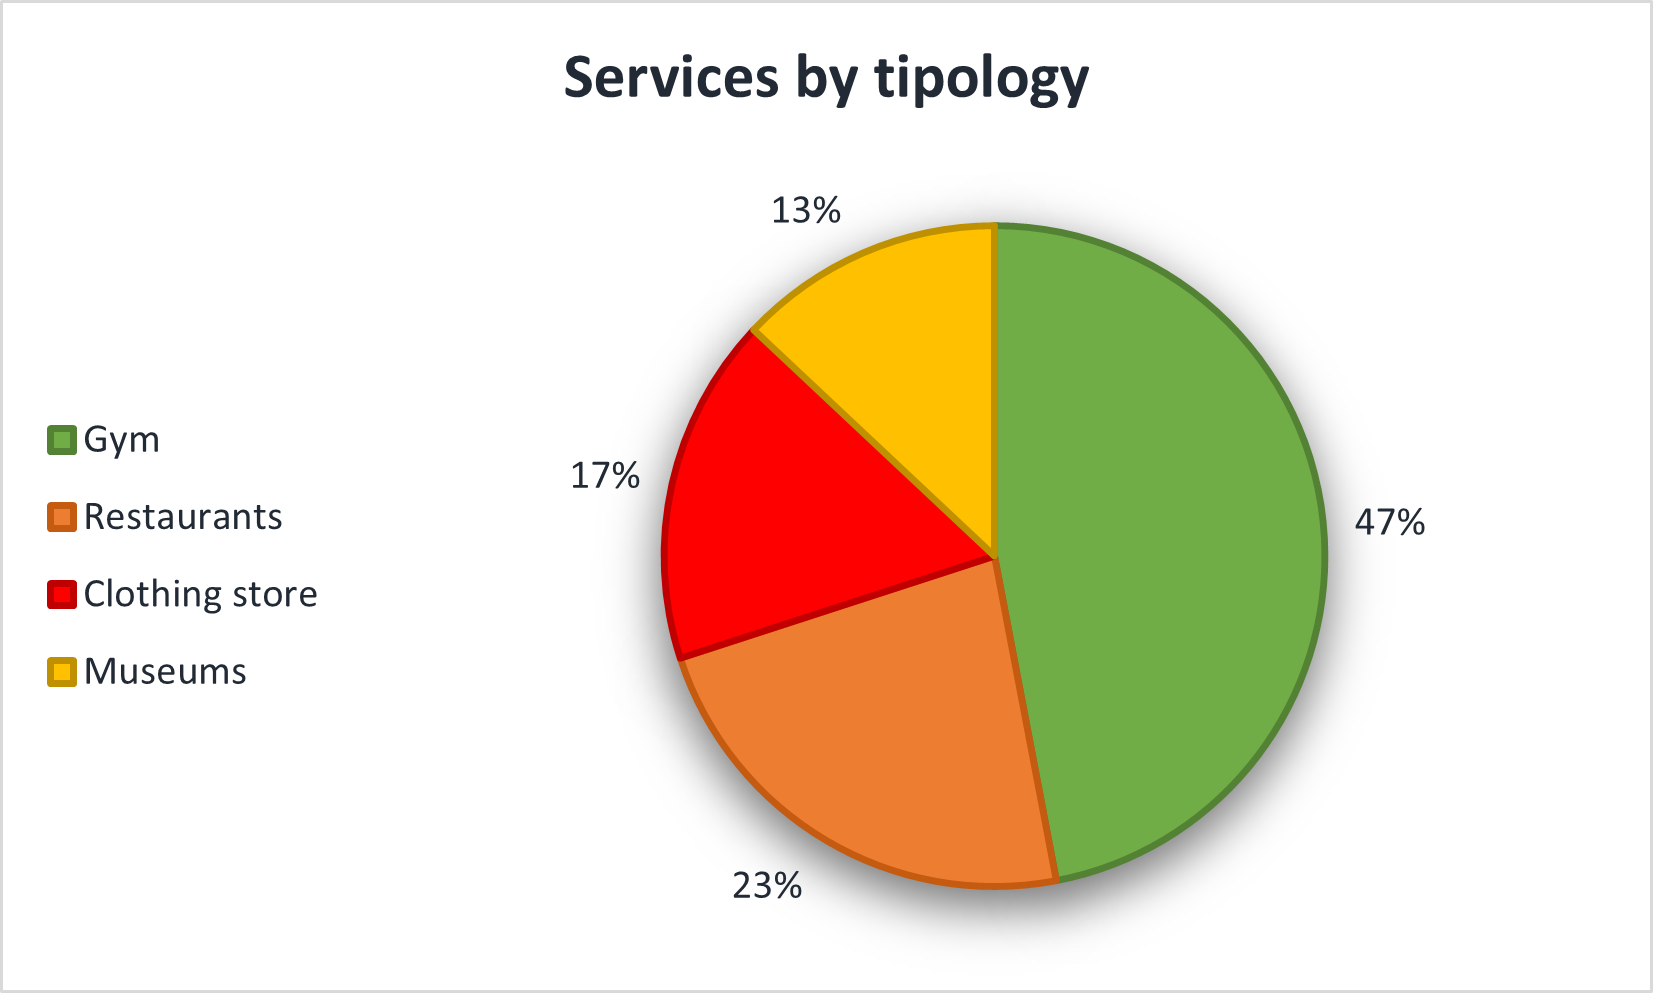 Services by tipology
13%
17%
47%
23%
Gym
Restaurants
Clothing store
Museums